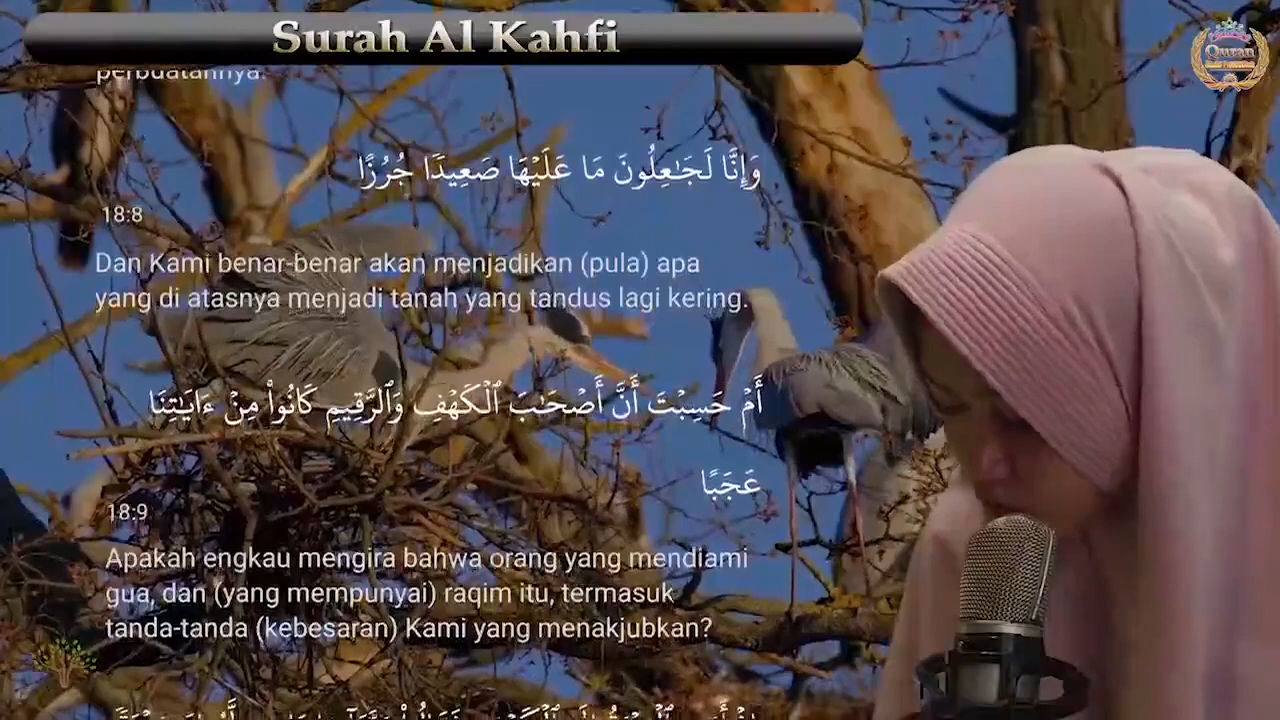 Surah Al Kahfi
Quran
perbuatannya.
وَإِنَّا لَجَـٰعِلُونَ مَا عَلَيْهَا صَعِيدًا جُرُزًا
18:8
Dan Kami benar-benar akan menjadikan (pula) apa
yang di atasnya menjadi tanah yang tandus lagi kering.
أَمْ حَسِبْتَ أَنَّ أَصْحَـٰبَ ٱلْكَهْفِ وَٱلرَّقِيمِ كَانُوا۟ مِنْ ءَايَـٰتِنَا
عَجَبًا
18:9
Apakah engkau mengira bahwa orang yang mendiami
gua, dan (yang mempunyai) raqim itu, termasuk
tanda-tanda (kebesaran) Kami yang menakjubkan?